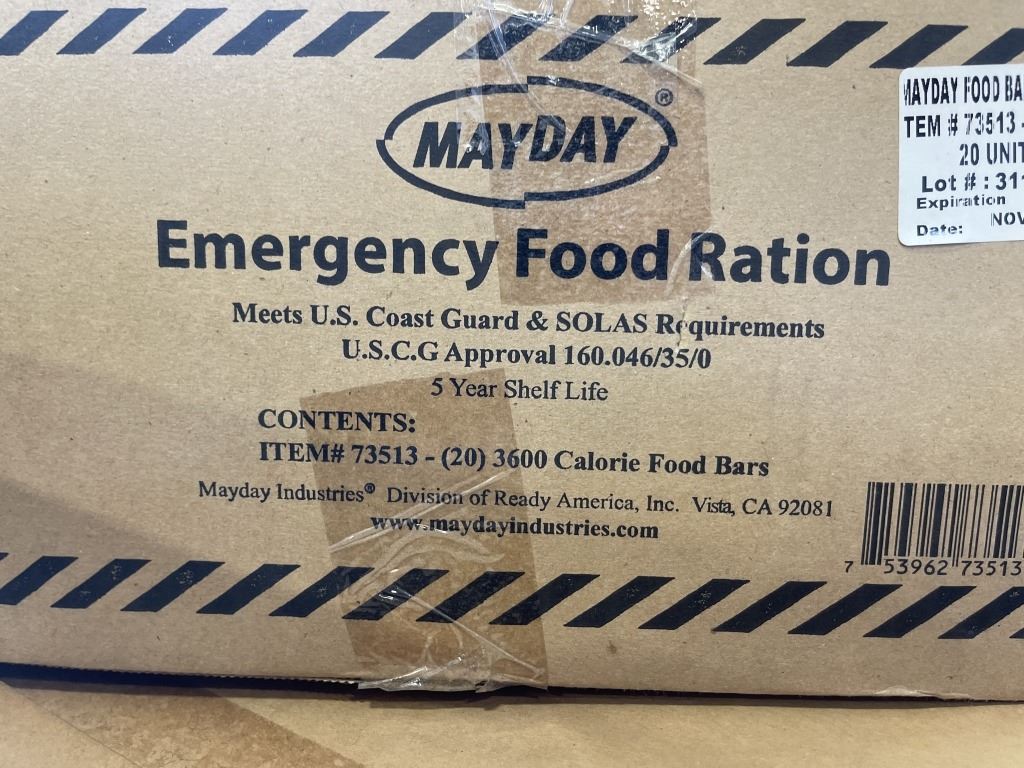 MAYDAY®
Emergency Food Ration
Meets U.S. Coast Guard & SOLAS Requirements
U.S.C.G Approval 160.046/35/0
5 Year Shelf Life
CONTENTS:
ITEM# 73513 - (20) 3600 Calorie Food Bars
Mayday Industries® Division of Ready America, Inc. Vista, CA 92081
www.maydayindustries.com
7 53962 73513
MAYDAY FOOD BA
TEM # 73513 -
20 UNIT
Lot # : 31
Expiration
Date: NOV